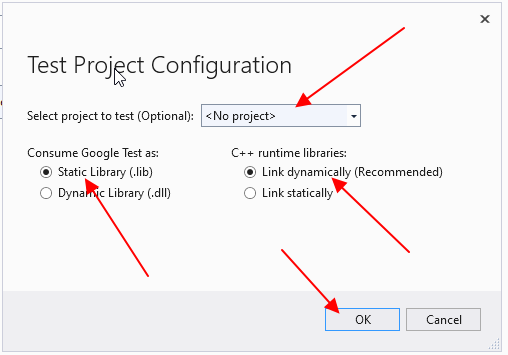 Test Project Configuration
Select project to test (Optional): <No project>
Consume Google Test as:
Static Library (.lib)
Dynamic Library (.dll)
C++ runtime libraries:
Link dynamically (Recommended)
Link statically
OK
Cancel